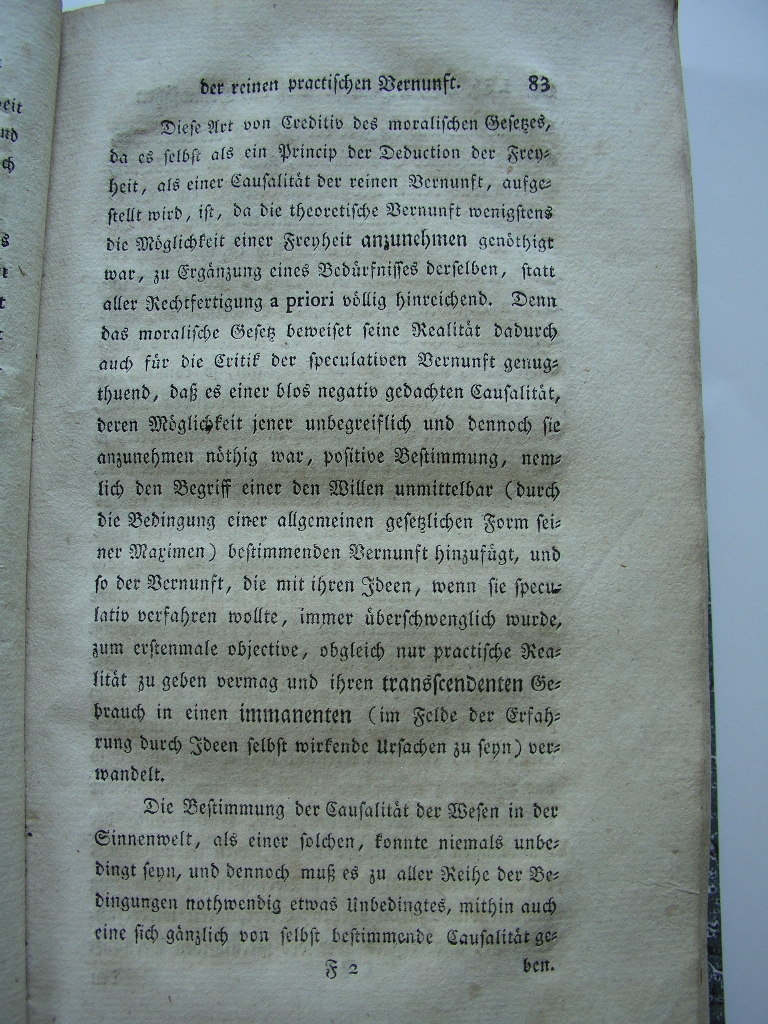 der reinen practischen Vernunft. 83
Diese Art von Creditiv des moralischen Gesetzes,
da es selbst als ein Princip der Deduction der Frey-
heit, als einer Causalität der reinen Vernunft, aufge-
stellt wird, ist, da die theoretische Vernunft wenigstens
die Möglichkeit einer Freyheit anzunehmen genöthigt
war, zu Ergänzung eines Bedürfnisses derselben, statt
aller Rechtfertigung a priori völlig hinreichend. Denn
das moralische Gesetz beweiset seine Realität dadurch
auch für die Critik der speculativen Vernunft genug-
thuend, daß es einer blos negativ gedachten Causalität,
deren Möglichkeit jener unbegreiflich und dennoch sie
anzunehmen nöthig war, positive Bestimmung, nem-
lich den Begriff einer den Willen unmittelbar (durch
die Bedingung einer allgemeinen gesetzlichen Form sei-
ner Maximen) bestimmenden Vernunft hinzufügt, und
so der Vernunft, die mit ihren Ideen, wenn sie specu-
lativ verfahren wollte, immer überschwenglich wurde,
zum erstenmale objective, obgleich nur practische Rea-
lität zu geben vermag und ihren transscendenten Ge-
brauch in einen immanenten (im Felde der Erfah-
rung durch Ideen selbst wirkende Ursachen zu seyn) ver-
wandelt.
Die Bestimmung der Causalität der Wesen in der
Sinnenwelt, als einer solchen, konnte niemals unbe-
dingt seyn, und dennoch muß es zu aller Reihe der Be-
dingungen nothwendig etwas Unbedingtes, mithin auch
eine sich gänzlich von selbst bestimmende Causalität ge-
F 2 ben.